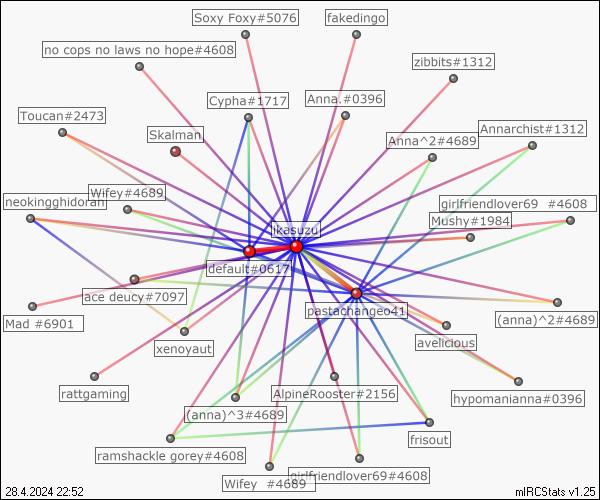 Soxy Foxy#5076
fakedingo
no cops no laws no hope#4608
zibbits#1312
Cypha#1717
Anna.#0396
Toucan#2473
Skalman
Anna^2#4689
Annarchist#1312
neokingghidorah
Wifey#4689
girlfriendlover69 #4608
Mushy#1984
ikasuzu
default#0617
ace deucy#7097
pastachangeo41
Mad #6901
(anna)^2#4689
xenoyaut
avelicious
rattgaming
AlpineRooster#2156
hypomanianna#0396
(anna)^3#4689
frisout
ramshackle gorey#4608
girlfriendlover69#4608
Wifey #4689
28.4.2024 22:52
mIRCStats v1.25